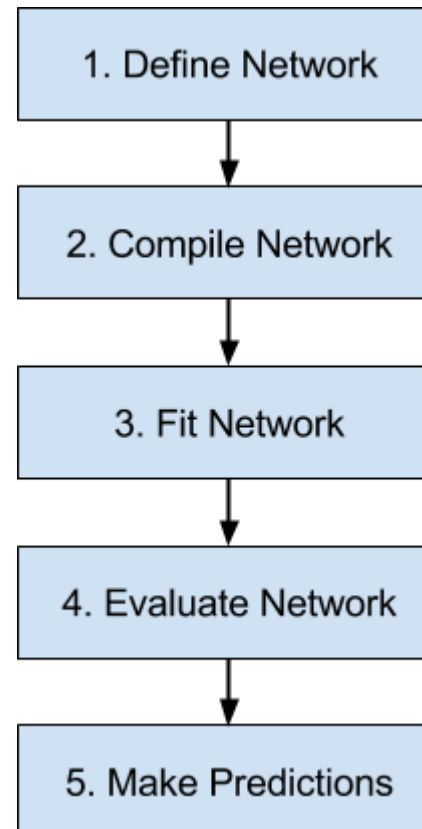 1. Define Network
2. Compile Network
3. Fit Network
4. Evaluate Network
5. Make Predictions